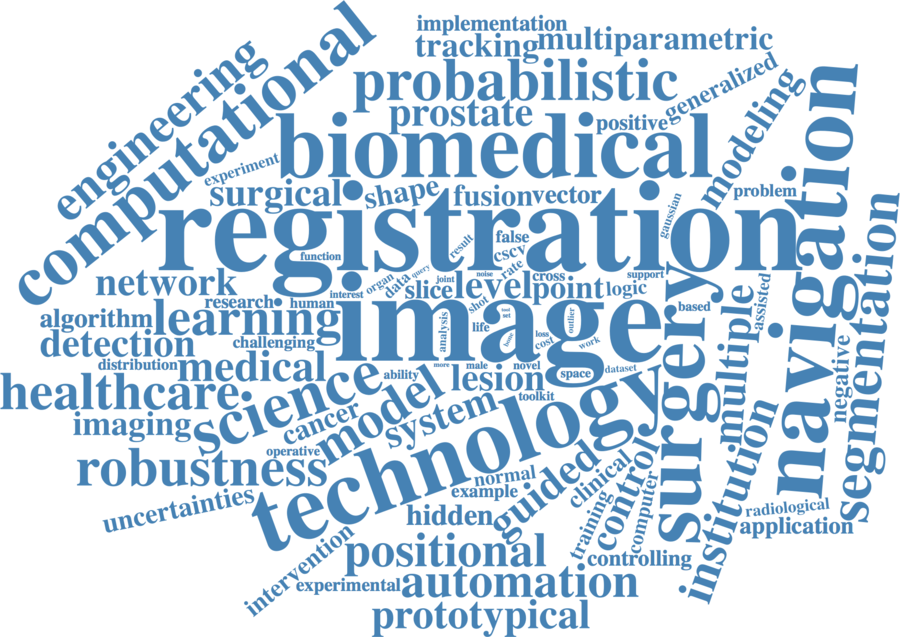 implementation
tracking
multiparametric
computational
engineering
probabilistic
generalized
prostate
positive
modeling
navigation
biomedical
experiment
surgical
shape
fusion
vector
problem
registration
gaussian
false
result
cscv
function
network
organ
data
query
noise
rate
cross
support
joint
slice
level
point
logic
interest
research
human
shot
set
based
assisted
segmentation
algorithm
learning
image
life
analysis
outlier
surgery
multiple
detection
challenging
loss
cost
work
negative
distribution
medical
ability
more
male
novel
space
dataset
healthcare
science
model
lesion
toolkit
imaging
cancer
system
technology
operative
robustness
normal
guided
clinical
control
institution
uncertainties
example
radiological
hidden
training
computer
application
intervention
positional
controlling
experimental
automation
prototypical